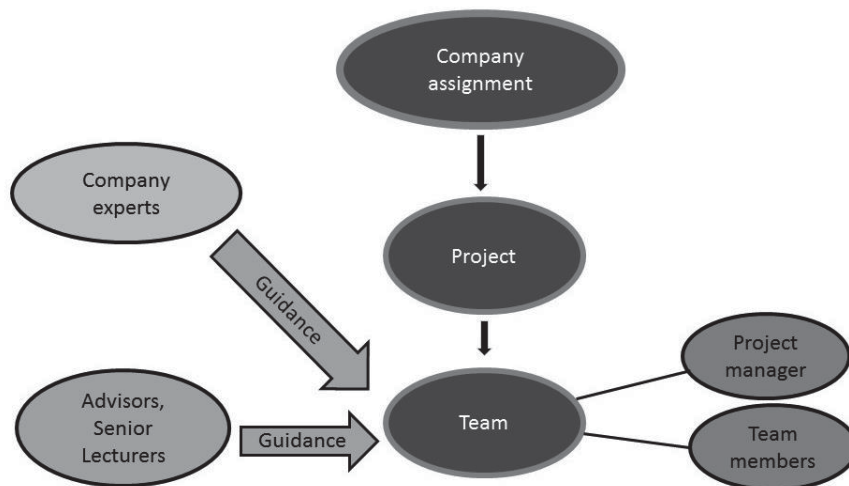 Company
assignment
Company
experts
Project
Guidance
Project
manager
Advisors,
Senior
Lecturers
Guidance
Team
Team
members